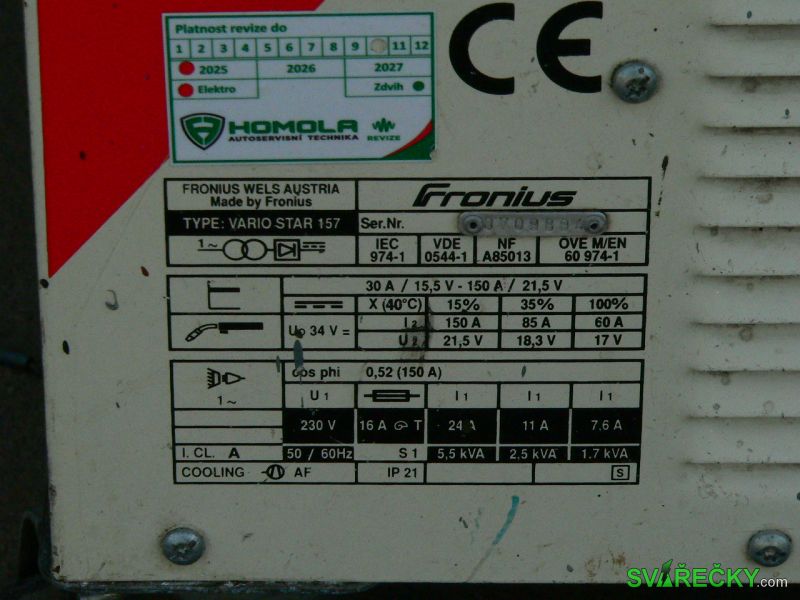 Platnost revize do
1 2 3 4 5 6 7 8 9 11 12
2025 2026 2027
Elektro Zdvih
HOMOLA
AUTOSERVISNÍ TECHNIKA REVIZE
CE
FRONIUS WELS AUSTRIA
Made by Fronius
Fronius
TYPE: VARIO STAR 157 Ser.Nr.
1~ IEC 974-1 VDE 0544-1 NF A85013 ÖVE M/EN 60 974-1
30 A / 15,5 V - 150 A / 21,5 V
X (40°C) 15% 35% 100%
U0 34 V = I2 150 A 85 A 60 A
U2 21,5 V 18,3 V 17 V
cos phi 0,52 (150 A)
1~ U1 I1 I1 I1
230 V 16 A T 24 A 11 A 7.6 A
I. CL. A 50 / 60Hz S1 5,5 kVA 2,5 kVA 1.7 kVA
COOLING AF IP 21 S
SVÁŘEČKY.com